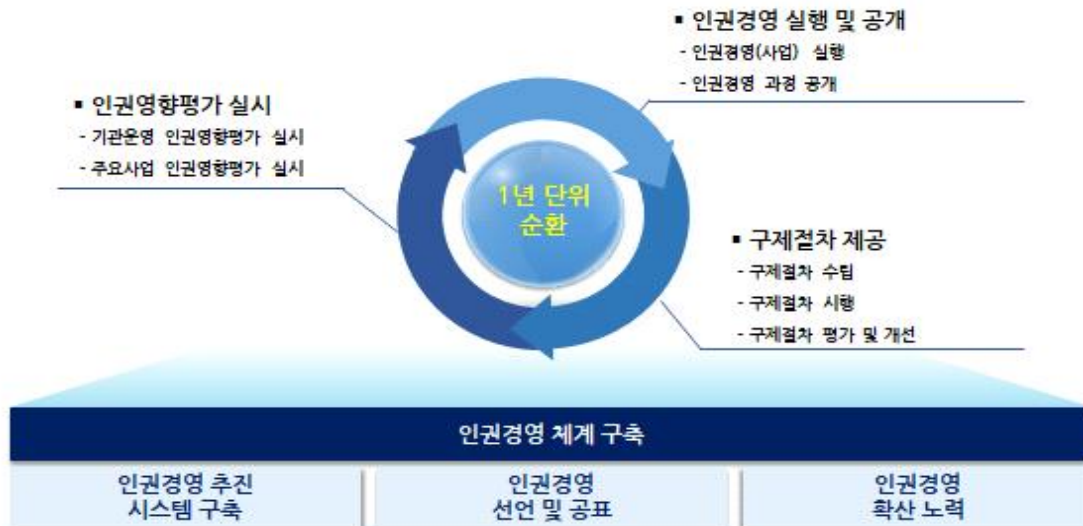 ▪ 인권경영 실행 및 공개
- 인권경영(사업) 실행
- 인권경영 과정 공개
▪ 인권영향평가 실시
- 기관운영 인권영향평가 실시
- 주요사업 인권영향평가 실시
1년 단위
순환
▪ 구제절차 제공
- 구제절차 수립
- 구제절차 시행
- 구제절차 평가 및 개선
인권경영 체계 구축
인권경영 추진
시스템 구축
인권경영
선언 및 공표
인권경영
확산 노력